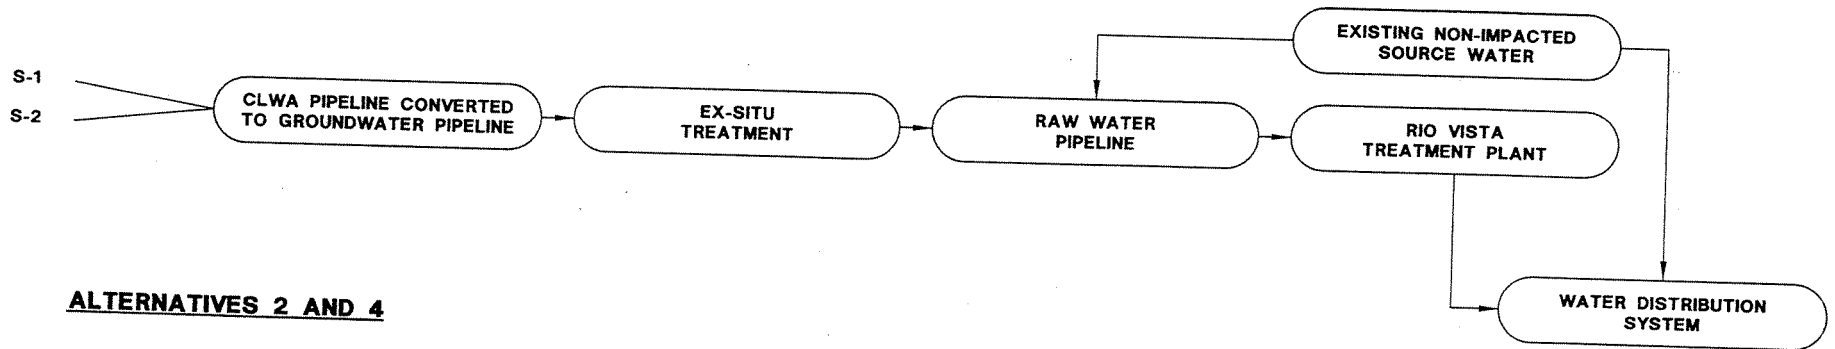 S-1
S-2
CLWA PIPELINE CONVERTED
TO GROUNDWATER PIPELINE
EX-SITU
TREATMENT
RAW WATER
PIPELINE
EXISTING NON-IMPACTED
SOURCE WATER
RIO VISTA
TREATMENT PLANT
WATER DISTRIBUTION
SYSTEM
ALTERNATIVES 2 AND 4